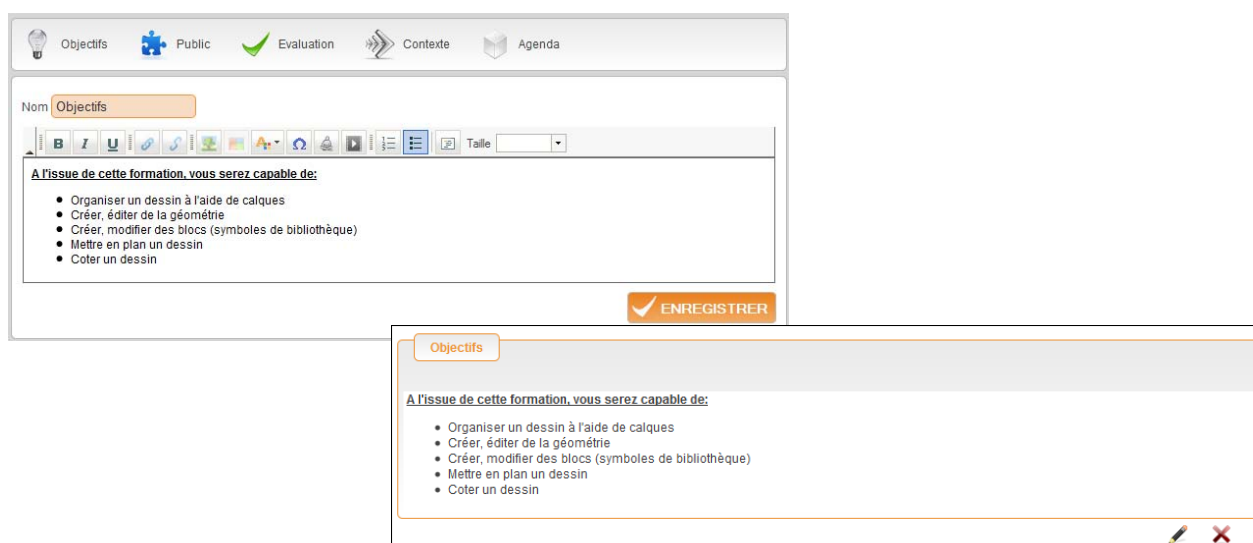 Objectifs Public Evaluation Contexte Agenda
Nom Objectifs
B I U A Ω Taille
A l'issue de cette formation, vous serez capable de:
Organiser un dessin à l'aide de calques
Créer, éditer de la géométrie
Créer, modifier des blocs (symboles de bibliothèque)
Mettre en plan un dessin
Coter un dessin
ENREGISTRER
Objectifs
A l'issue de cette formation, vous serez capable de:
Organiser un dessin à l'aide de calques
Créer, éditer de la géométrie
Créer, modifier des blocs (symboles de bibliothèque)
Mettre en plan un dessin
Coter un dessin